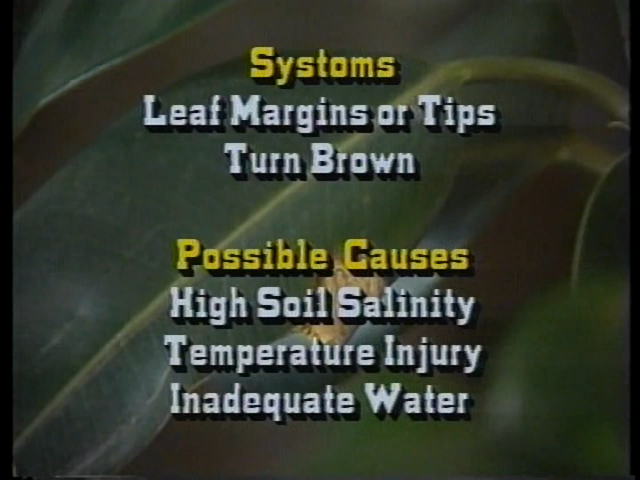 Systoms
Leaf Margins or Tips
Turn Brown
Possible Causes
High Soil Salinity
Temperature Injury
Inadequate Water